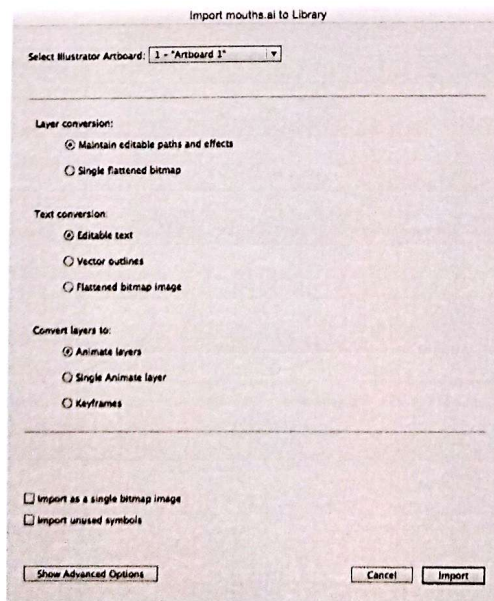 Import mouths.ai to Library
Select Illustrator Artboard: 1 - "Artboard 1"
Layer conversion:
Maintain editable paths and effects
Single flattened bitmap
Text conversion:
Editable text
Vector outlines
Flattened bitmap image
Convert layers to:
Animate layers
Single Animate layer
Keyframes
Import as a single bitmap image
Import unused symbols
Show Advanced Options
Cancel Import